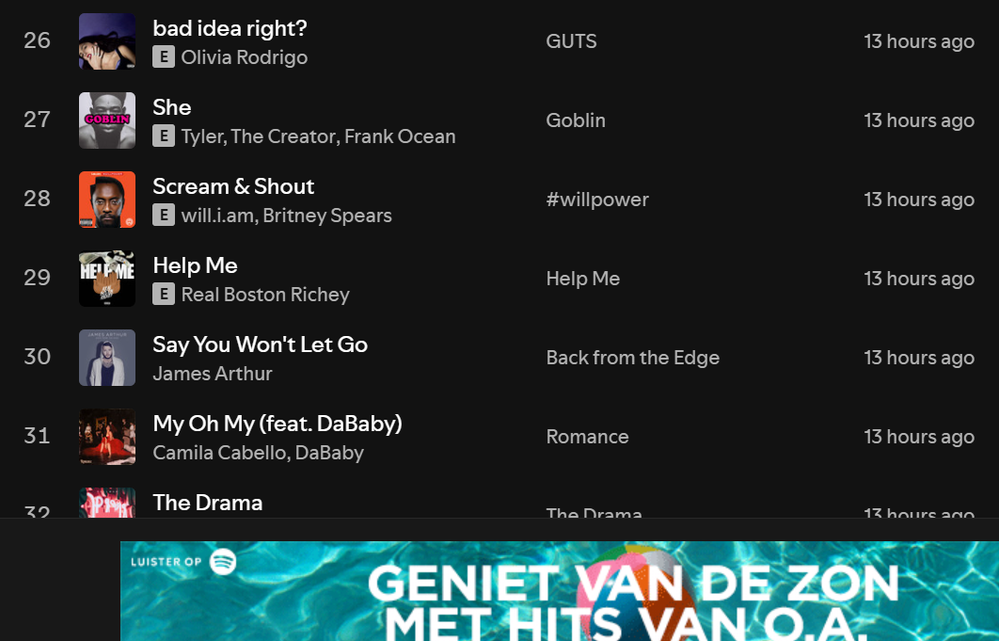 26
bad idea right?
E Olivia Rodrigo
GUTS
13 hours ago
27
GOBLIN
She
E Tyler, The Creator, Frank Ocean
Goblin
13 hours ago
28
Scream & Shout
E will.i.am, Britney Spears
#willpower
13 hours ago
29
HELP ME
Help Me
E Real Boston Richey
Help Me
13 hours ago
30
JAMES ARTHUR
Say You Won't Let Go
James Arthur
Back from the Edge
13 hours ago
31
My Oh My (feat. DaBaby)
Camila Cabello, DaBaby
Romance
13 hours ago
32
The Drama
The Drama
13 hours ago
LUISTER OP
GENIET VAN DE ZON
MET HITS VAN O.A.